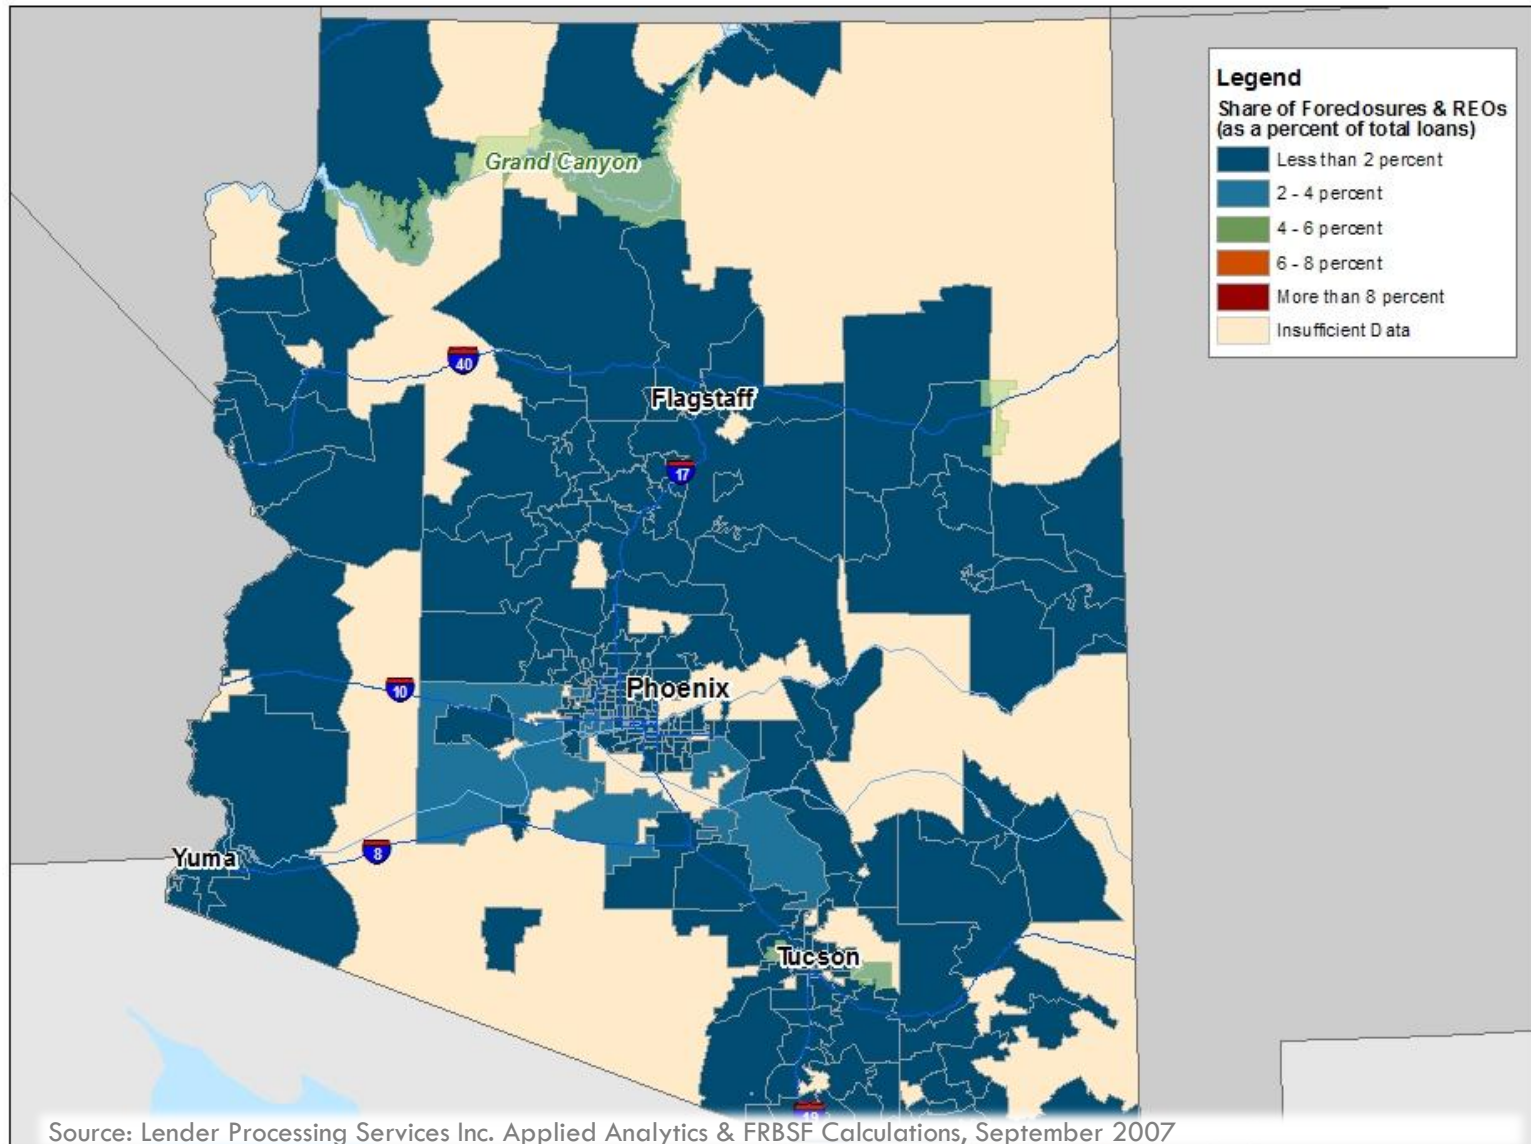 Legend
Share of Foreclosures & REOs
(as a percent of total loans)
Less than 2 percent
2 - 4 percent
4 - 6 percent
6 - 8 percent
More than 8 percent
Insufficient Data
Grand Canyon
40
Flagstaff
17
Phoenix
10
Yuma
8
Tucson
19
Source: Lender Processing Services Inc. Applied Analytics & FRBSF Calculations, September 2007